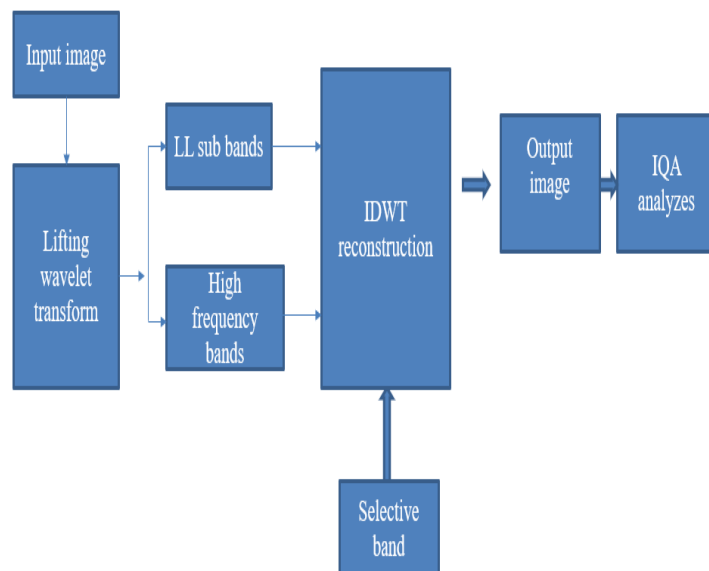 Input image
Lifting
wavelet
transform
LL sub bands
High
frequency
bands
IDWT
reconstruction
Selective
band
Output
image
IQA
analyzes